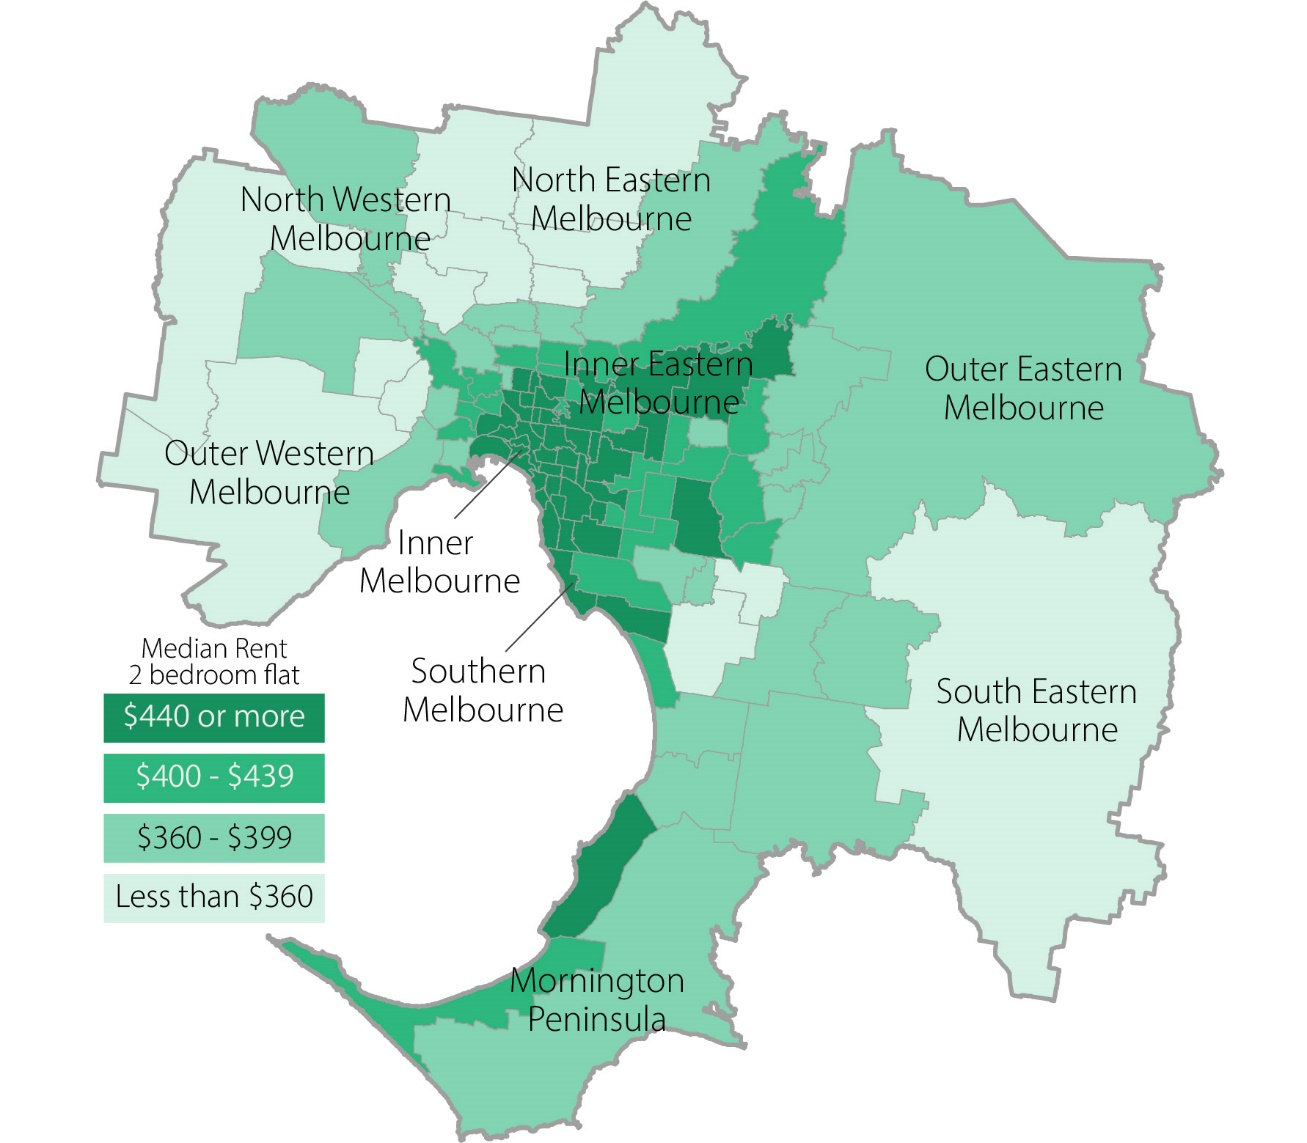 North Western
Melbourne
North Eastern
Melbourne
Inner Eastern
Melbourne
Outer Eastern
Melbourne
Outer Western
Melbourne
Inner
Melbourne
Southern
Melbourne
South Eastern
Melbourne
Median Rent
2 bedroom flat
$440 or more
$400 - $439
$360 - $399
Less than $360
Mornington
Peninsula